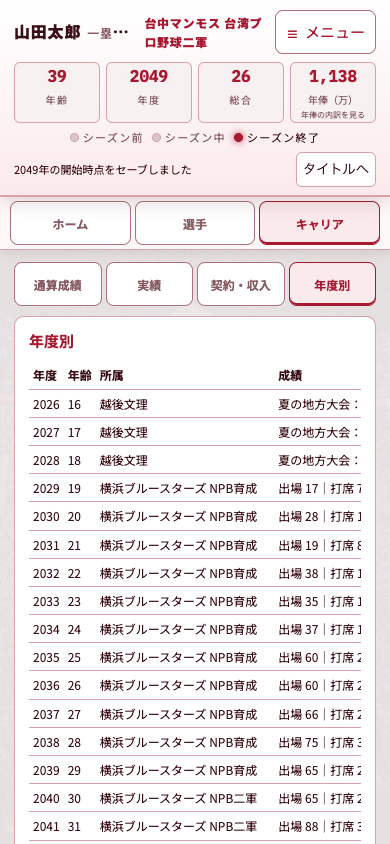 山田太郎 一塁… 台中マンモス 台湾プロ野球二軍
≡ メニュー
39 2049 26 1,138
年齢 年度 総合 年俸（万）
年俸の内訳を見る
シーズン前 シーズン中 シーズン終了
2049年の開始時点をセーブしました タイトルへ
ホーム 選手 キャリア
通算成績 実績 契約・収入 年度別
年度別
年度 年齢 所属 成績
2026 16 越後文理 夏の地方大会：
2027 17 越後文理 夏の地方大会：
2028 18 越後文理 夏の地方大会：
2029 19 横浜ブルースターズ NPB育成 出場 17｜打席 7
2030 20 横浜ブルースターズ NPB育成 出場 28｜打席 1
2031 21 横浜ブルースターズ NPB育成 出場 19｜打席 8
2032 22 横浜ブルースターズ NPB育成 出場 38｜打席 1
2033 23 横浜ブルースターズ NPB育成 出場 35｜打席 1
2034 24 横浜ブルースターズ NPB育成 出場 37｜打席 1
2035 25 横浜ブルースターズ NPB育成 出場 60｜打席 2
2036 26 横浜ブルースターズ NPB育成 出場 60｜打席 2
2037 27 横浜ブルースターズ NPB育成 出場 66｜打席 2
2038 28 横浜ブルースターズ NPB育成 出場 75｜打席 3
2039 29 横浜ブルースターズ NPB育成 出場 65｜打席 2
2040 30 横浜ブルースターズ NPB二軍 出場 65｜打席 2
2041 31 横浜ブルースターズ NPB二軍 出場 88｜打席 3